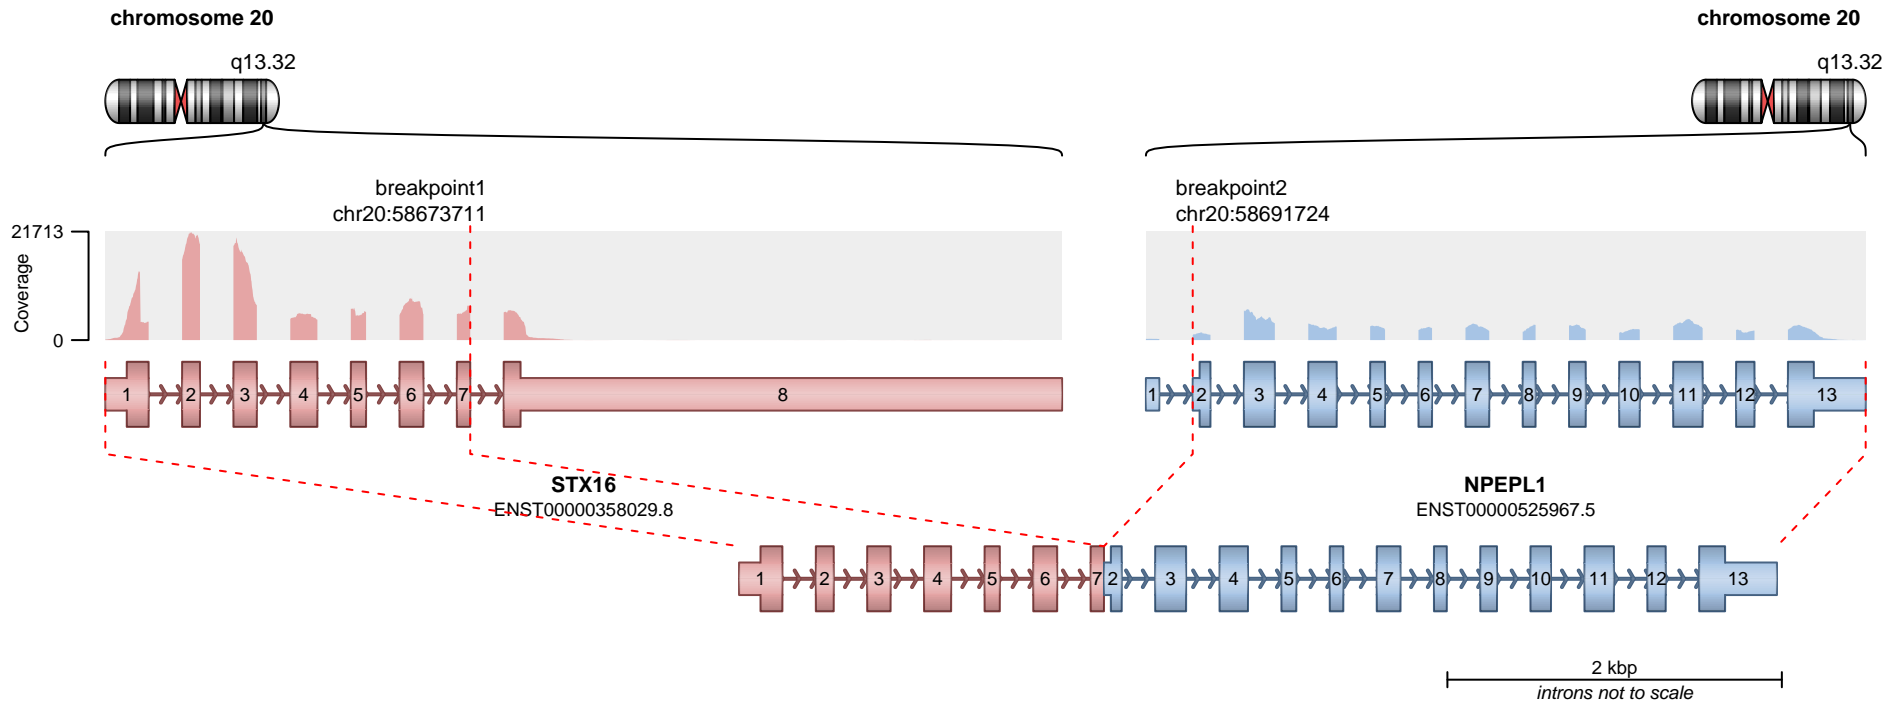 chromosome 20
chromosome 20
q13.32
q13.32
breakpoint1
chr20:58673711
breakpoint2
chr20:58691724
21713
Coverage
0
1 2 3 4 5 6 7 8
1 2 3 4 5 6 7 8 9 10 11 12 13
STX16
ENST00000358029.8
NPEPL1
ENST00000525967.5
1 2 3 4 5 6 7 2 3 4 5 6 7 8 9 10 11 12 13
2 kbp
introns not to scale